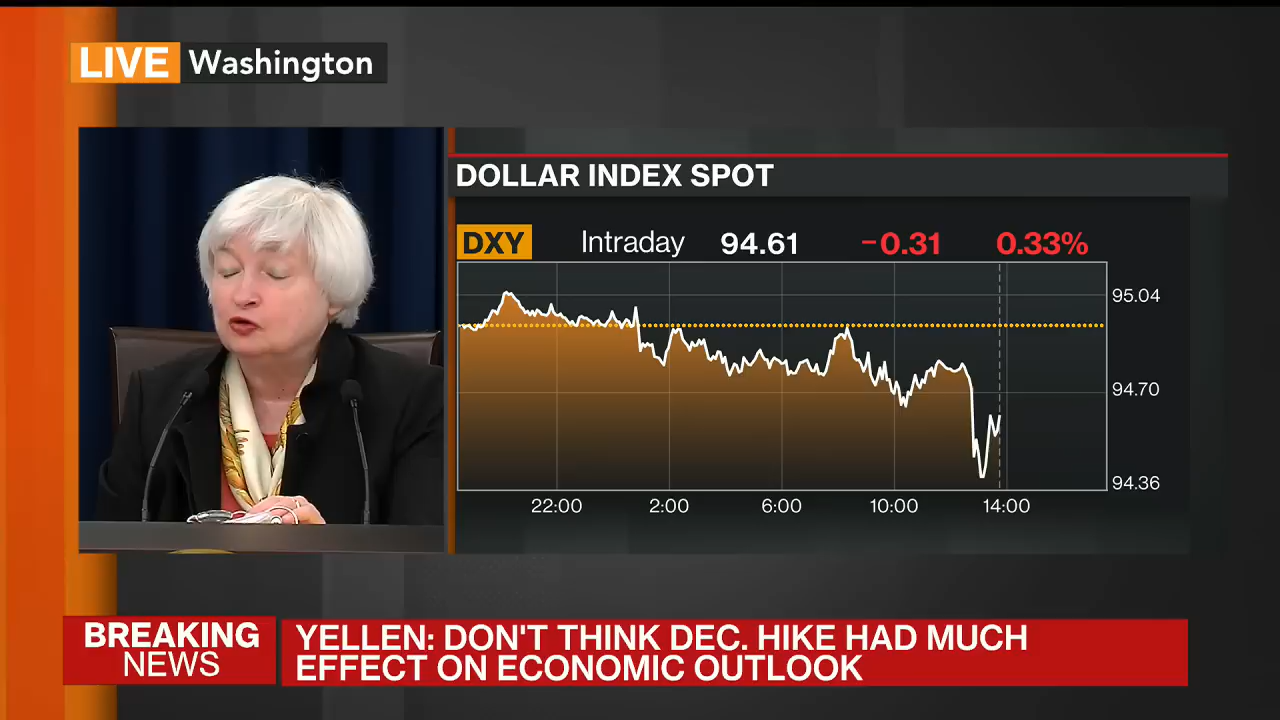 LIVE Washington
DOLLAR INDEX SPOT
DXY Intraday 94.61 -0.31 0.33%
95.04
94.70
94.36
22:00 2:00 6:00 10:00 14:00
BREAKING NEWS
YELLEN: DON'T THINK DEC. HIKE HAD MUCH
EFFECT ON ECONOMIC OUTLOOK